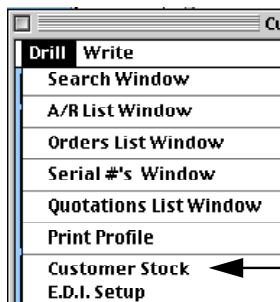 Cu
Drill Write
Search Window
A/R List Window
Orders List Window
Serial #'s Window
Quotations List Window
Print Profile
Customer Stock
E.D.I. Setup